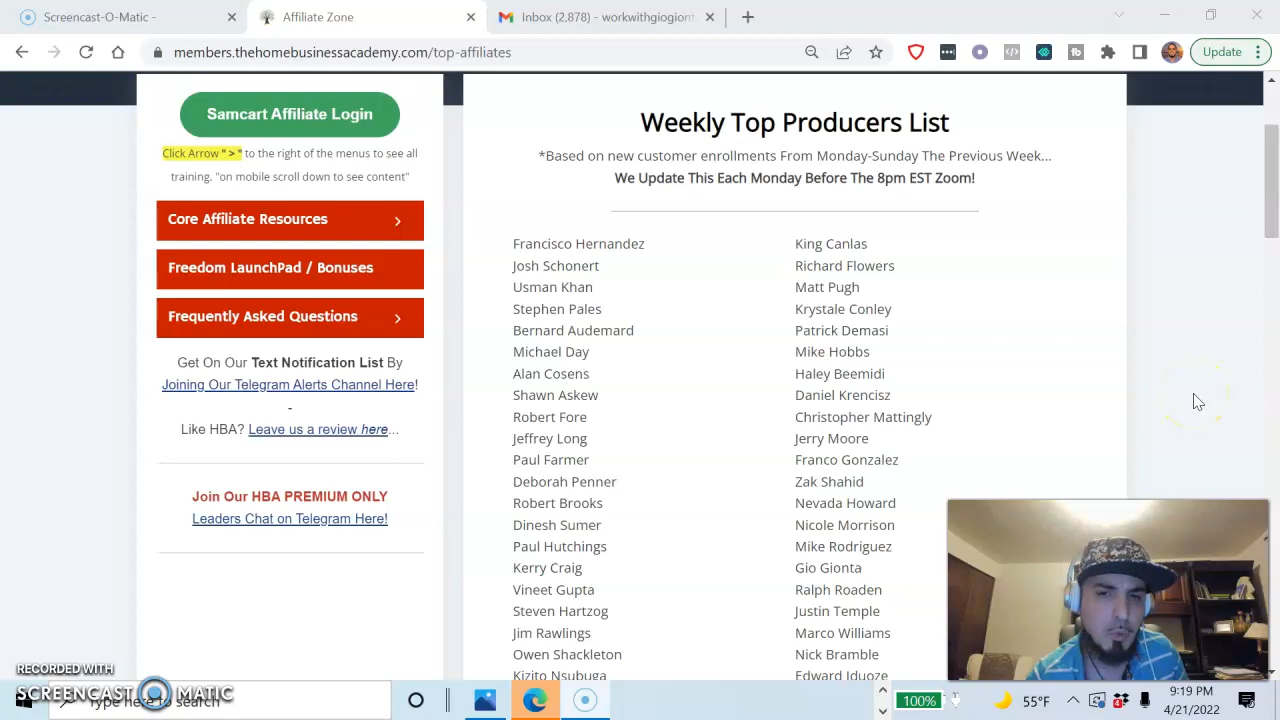 Screencast-O-Matic -
Affiliate Zone
Inbox (2,878) - workwithgiogiont
members.thehomebusinessacademy.com/top-affiliates
Update
Samcart Affiliate Login
Click Arrow " > " to the right of the menus to see all
training. "on mobile scroll down to see content"
Core Affiliate Resources
Freedom LaunchPad / Bonuses
Frequently Asked Questions
Get On Our Text Notification List By
Joining Our Telegram Alerts Channel Here!
-
Like HBA? Leave us a review here...
Join Our HBA PREMIUM ONLY
Leaders Chat on Telegram Here!
Weekly Top Producers List
*Based on new customer enrollments From Monday-Sunday The Previous Week...
We Update This Each Monday Before The 8pm EST Zoom!
Francisco Hernandez
Josh Schonert
Usman Khan
Stephen Pales
Bernard Audemard
Michael Day
Alan Cosens
Shawn Askew
Robert Fore
Jeffrey Long
Paul Farmer
Deborah Penner
Robert Brooks
Dinesh Sumer
Paul Hutchings
Kerry Craig
Vineet Gupta
Steven Hartzog
Jim Rawlings
Owen Shackleton
Kizito Nsubuga
King Canlas
Richard Flowers
Matt Pugh
Krystale Conley
Patrick Demasi
Mike Hobbs
Haley Beemidi
Daniel Krencisz
Christopher Mattingly
Jerry Moore
Franco Gonzalez
Zak Shahid
Nevada Howard
Nicole Morrison
Mike Rodriguez
Gio Gionta
Ralph Roaden
Justin Temple
Marco Williams
Nick Bramble
Edward Iduoze
RECORDED WITH
SCREENCAST MATIC
Type here to search
100%
55°F
9:19 PM
4/21/2022